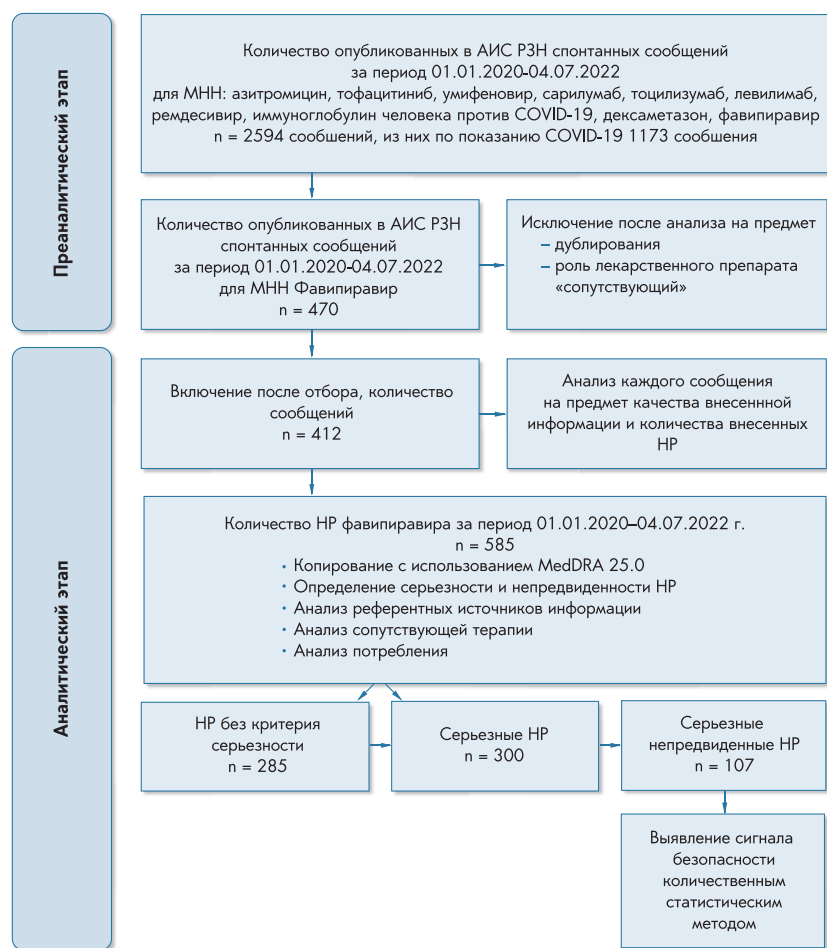 Преаналитический этап
Количество опубликованных в АИС РЗН спонтанных сообщений
за период 01.01.2020-04.07.2022
для МНН: азитромицин, тофацитиниб, умифеновир, сарилумаб, тоцилизумаб, левилимаб,
ремдесивир, иммуноглобулин человека против COVID-19, дексаметазон, фавипиравир
n = 2594 сообшений, из них по показанию COVID-19 1173 сообшения
Количество опубликованных в АИС РЗН
спонтанных сообщений
за период 01.01.2020-04.07.2022
для МНН Фавипиравир
n = 470
Исключение после анализа на предмет
– дублирования
– роль лекарственного препарата
«сопутствующий»
Аналитический этап
Включение после отбора, количество
сообщений
n = 412
Анализ каждого сообщения
на предмет качества внесеннной
информации и количества внесенных
НР
Количество НР фавипиравира за период 01.01.2020–04.07.2022 г.
n = 585
• Копирование с использованием MedDRA 25.0
• Определение серьезности и непредвиденности НР
• Анализ референтных источников информации
• Анализ сопутствующей терапии
• Анализ потребления
НР без критерия
серьезности
n = 285
Серьезные НР
n = 300
Серьезные
непредвиденные НР
n = 107
Выявление сигнала
безопасности
количественным
статистическим
методом